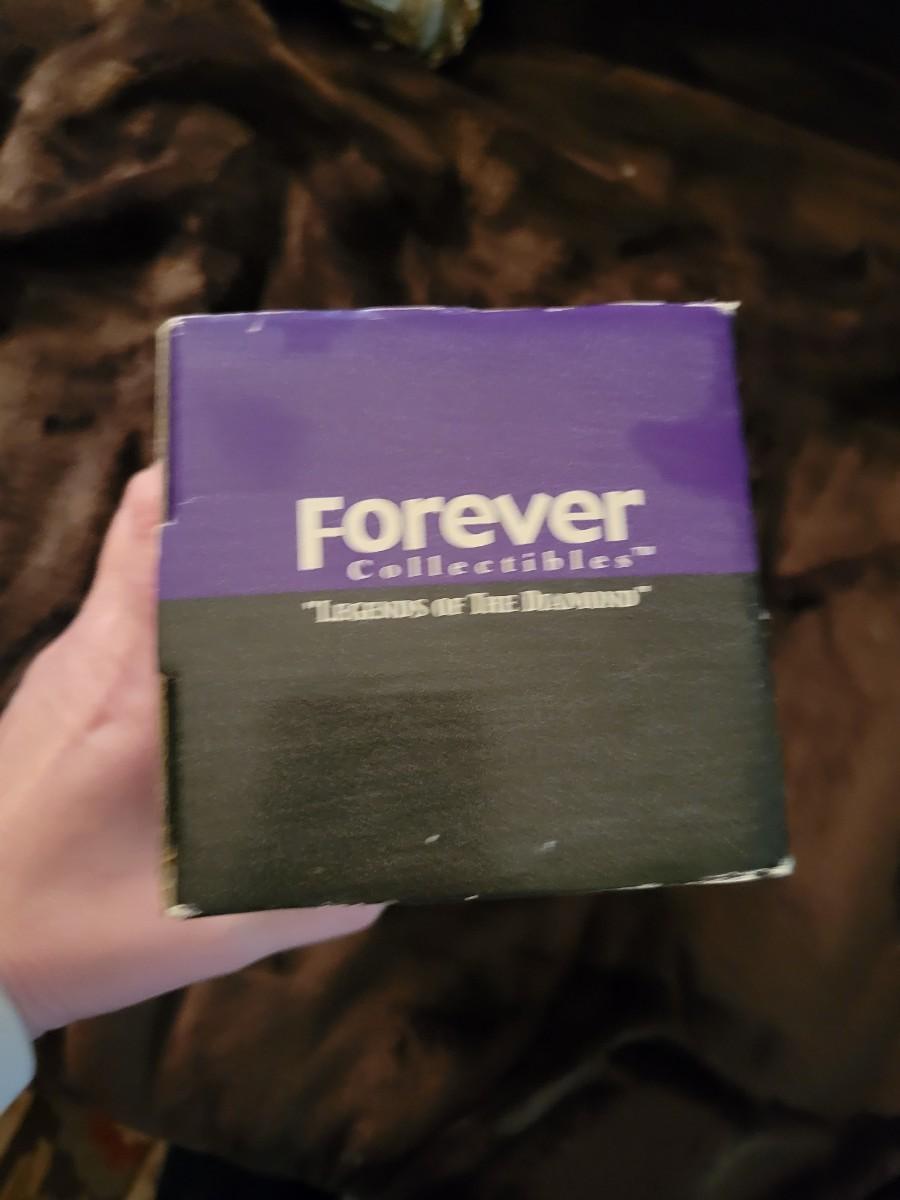 Forever
Collectibles™
"LEGENDS OF THE DIAMOND"